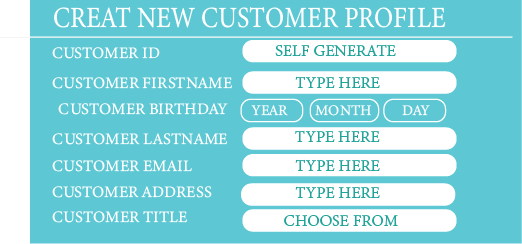 CREAT NEW CUSTOMER PROFILE
CUSTOMER ID SELF GENERATE
CUSTOMER FIRSTNAME TYPE HERE
CUSTOMER BIRTHDAY YEAR MONTH DAY
CUSTOMER LASTNAME TYPE HERE
CUSTOMER EMAIL TYPE HERE
CUSTOMER ADDRESS TYPE HERE
CUSTOMER TITLE CHOOSE FROM